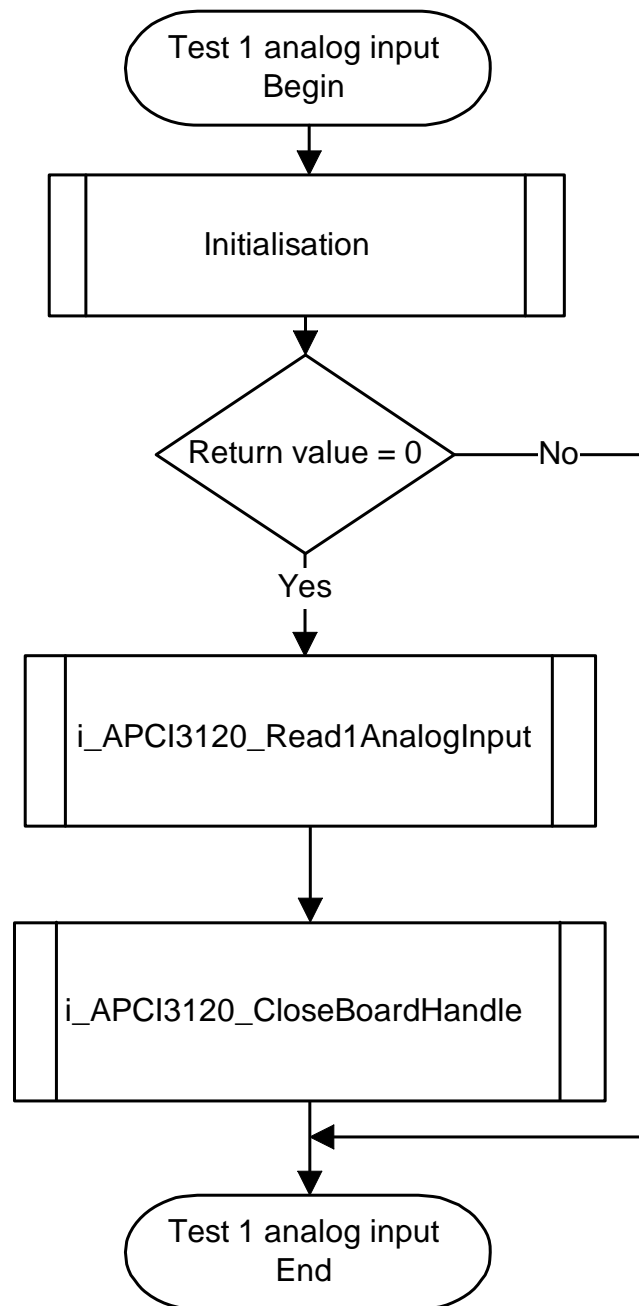 Test 1 analog input
Begin
Initialisation
Return value = 0
No
Yes
i_APCI3120_Read1AnalogInput
i_APCI3120_CloseBoardHandle
Test 1 analog input
End